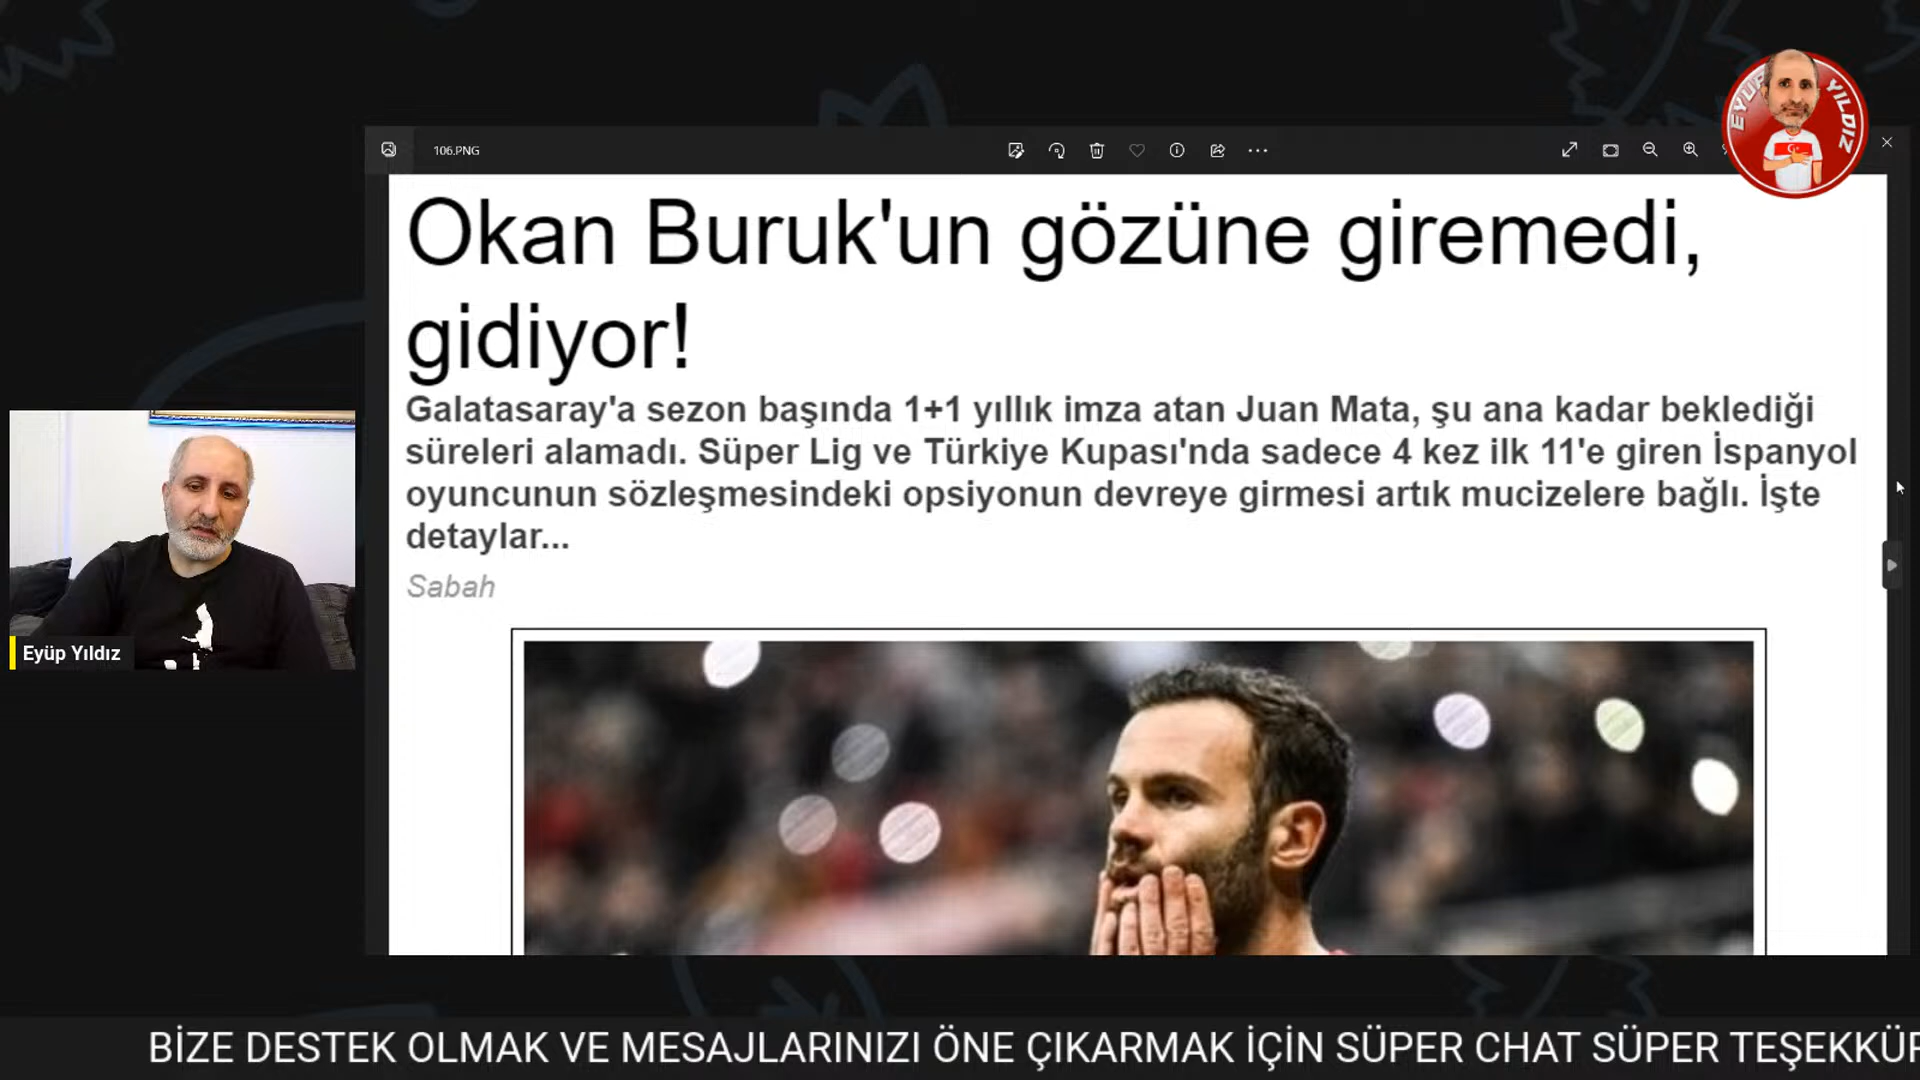 EYÜP YILDIZ
106.PNG
Okan Buruk'un gözüne giremedi,
gidiyor!
Galatasaray'a sezon başında 1+1 yıllık imza atan Juan Mata, şu ana kadar beklediği
süreleri alamadı. Süper Lig ve Türkiye Kupası'nda sadece 4 kez ilk 11'e giren İspanyol
oyuncunun sözleşmesindeki opsiyonun devreye girmesi artık mucizelere bağlı. İşte
detaylar...
Sabah
Eyüp Yıldız
BİZE DESTEK OLMAK VE MESAJLARINIZI ÖNE ÇIKARMAK İÇİN SÜPER CHAT SÜPER TEŞEKKÜR